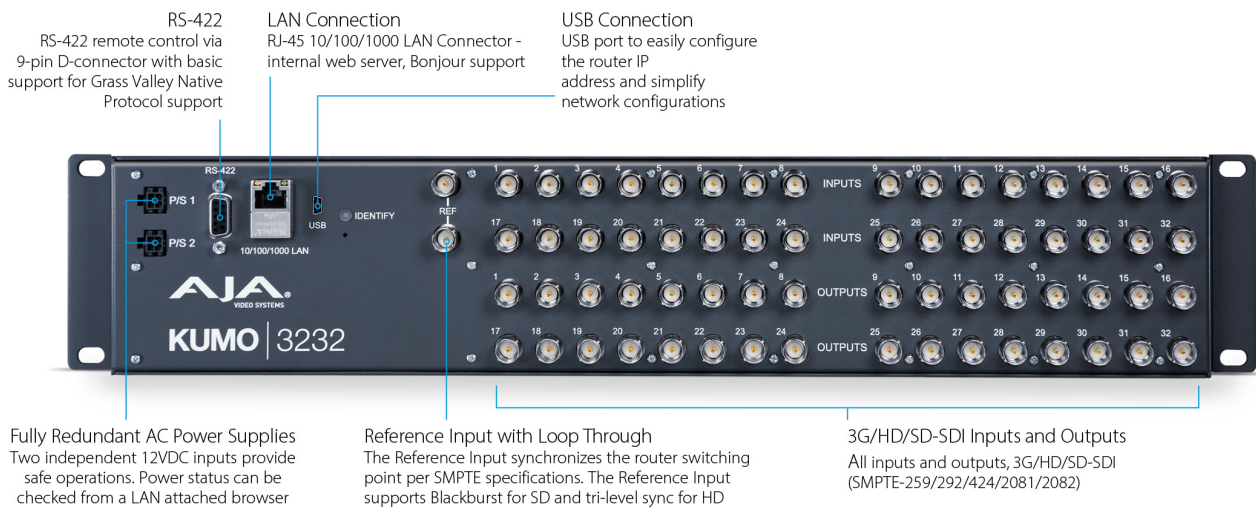 RS-422
RS-422 remote control via
9-pin D-connector with basic
support for Grass Valley Native
Protocol support
LAN Connection
RJ-45 10/100/1000 LAN Connector -
internal web server, Bonjour support
USB Connection
USB port to easily configure
the router IP
address and simplify
network configurations
RS-422
P/S 1
P/S 2
10/100/1000 LAN
USB
IDENTIFY
REF
AJA®
VIDEO SYSTEMS
KUMO | 3232
1 2 3 4 5 6 7 8 INPUTS 9 10 11 12 13 14 15 16
17 18 19 20 21 22 23 24 INPUTS 25 26 27 28 29 30 31 32
1 2 3 4 5 6 7 8 OUTPUTS 9 10 11 12 13 14 15 16
17 18 19 20 21 22 23 24 OUTPUTS 25 26 27 28 29 30 31 32
Fully Redundant AC Power Supplies
Two independent 12VDC inputs provide
safe operations. Power status can be
checked from a LAN attached browser
Reference Input with Loop Through
The Reference Input synchronizes the router switching
point per SMPTE specifications. The Reference Input
supports Blackburst for SD and tri-level sync for HD
3G/HD/SD-SDI Inputs and Outputs
All inputs and outputs, 3G/HD/SD-SDI
(SMPTE-259/292/424/2081/2082)